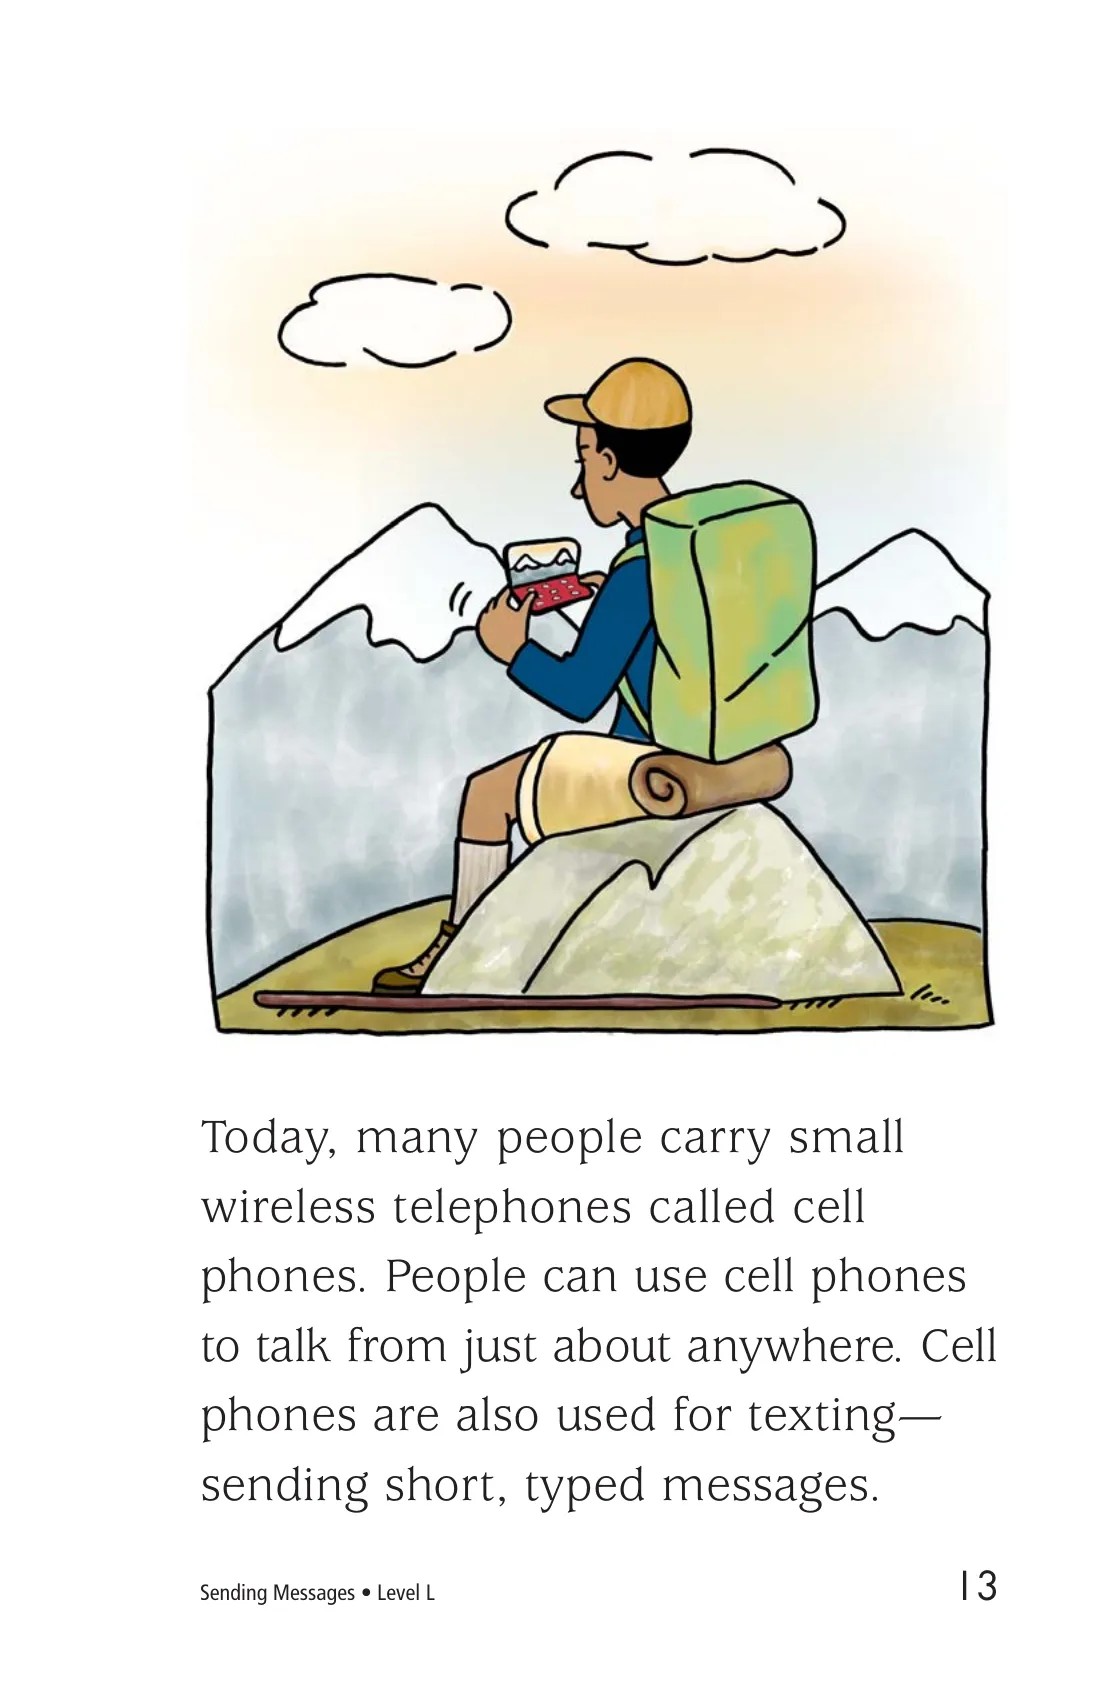 Today, many people carry small
wireless telephones called cell
phones. People can use cell phones
to talk from just about anywhere. Cell
phones are also used for texting—
sending short, typed messages.
Sending Messages • Level L
13